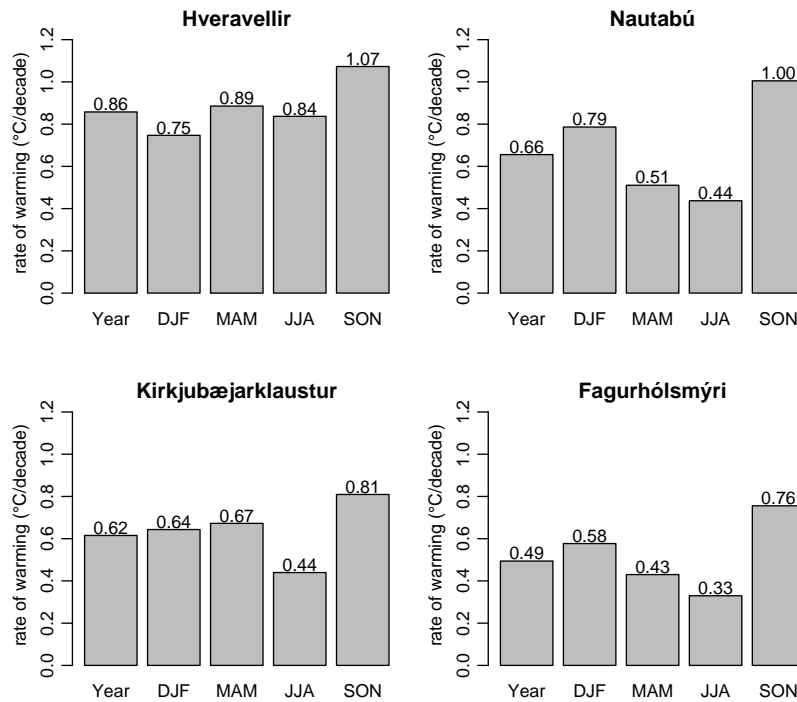 Hveravellir
rate of warming (°C/decade)
0.0 0.2 0.4 0.6 0.8 1.0 1.2
0.86 0.75 0.89 0.84 1.07
Year DJF MAM JJA SON
Nautabú
rate of warming (°C/decade)
0.0 0.2 0.4 0.6 0.8 1.0 1.2
0.66 0.79 0.51 0.44 1.00
Year DJF MAM JJA SON
Kirkjubæjarklaustur
rate of warming (°C/decade)
0.0 0.2 0.4 0.6 0.8 1.0 1.2
0.62 0.64 0.67 0.44 0.81
Year DJF MAM JJA SON
Fagurhólsmýri
rate of warming (°C/decade)
0.0 0.2 0.4 0.6 0.8 1.0 1.2
0.49 0.58 0.43 0.33 0.76
Year DJF MAM JJA SON